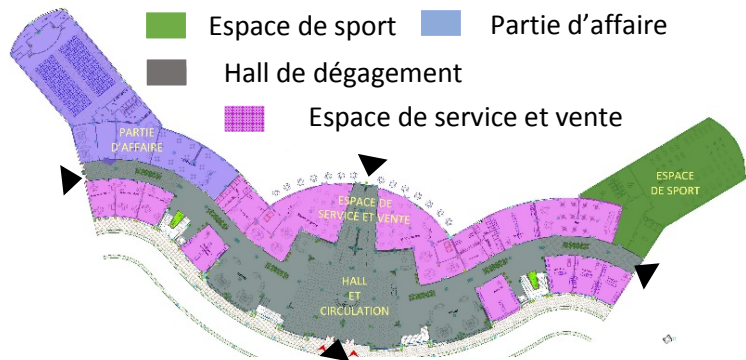 Espace de sport
Partie d’affaire
Hall de dégagement
Espace de service et vente
PARTIE
D'AFFAIRE
ESPACE DE
SERVICE ET VENTE
ESPACE
DE SPORT
HALL
ET
CIRCULATION